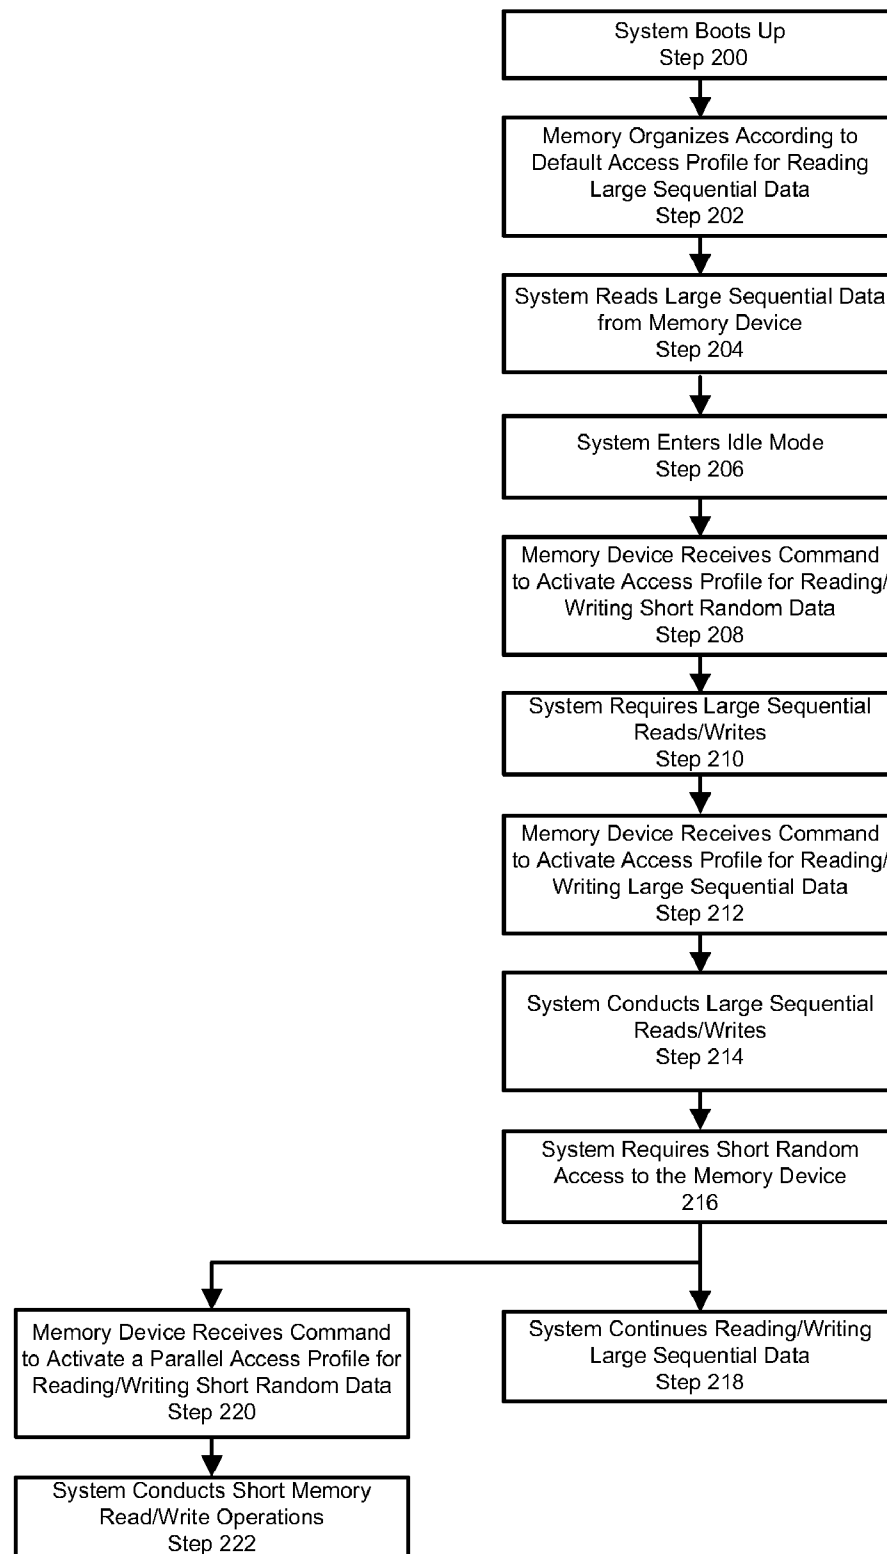 System Boots Up
Step 200
Memory Organizes According to
Default Access Profile for Reading
Large Sequential Data
Step 202
System Reads Large Sequential Data
from Memory Device
Step 204
System Enters Idle Mode
Step 206
Memory Device Receives Command
to Activate Access Profile for Reading/
Writing Short Random Data
Step 208
System Requires Large Sequential
Reads/Writes
Step 210
Memory Device Receives Command
to Activate Access Profile for Reading/
Writing Large Sequential Data
Step 212
System Conducts Large Sequential
Reads/Writes
Step 214
System Requires Short Random
Access to the Memory Device
216
System Continues Reading/Writing
Large Sequential Data
Step 218
Memory Device Receives Command
to Activate a Parallel Access Profile for
Reading/Writing Short Random Data
Step 220
System Conducts Short Memory
Read/Write Operations
Step 222